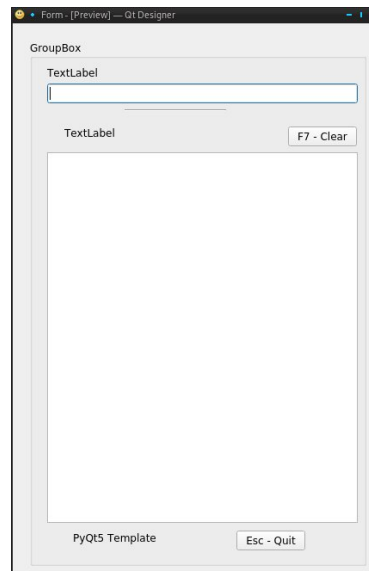 Form - [Preview] — Qt Designer
GroupBox
TextLabel
TextLabel
F7 - Clear
PyQt5 Template
Esc - Quit